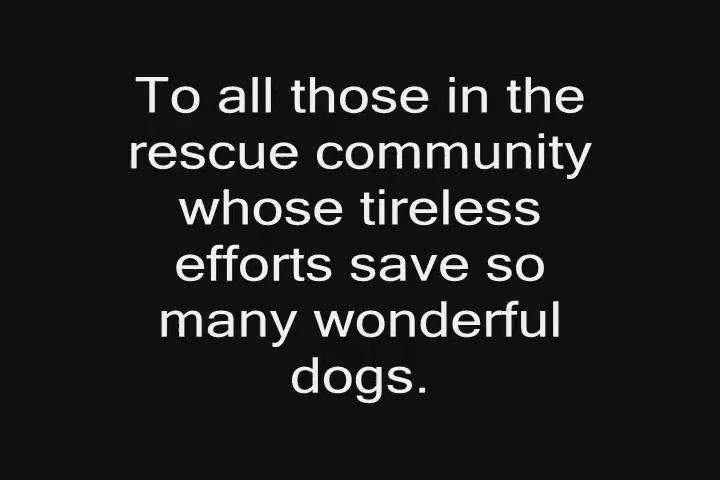 To all those in the
rescue community
whose tireless
efforts save so
many wonderful
dogs.